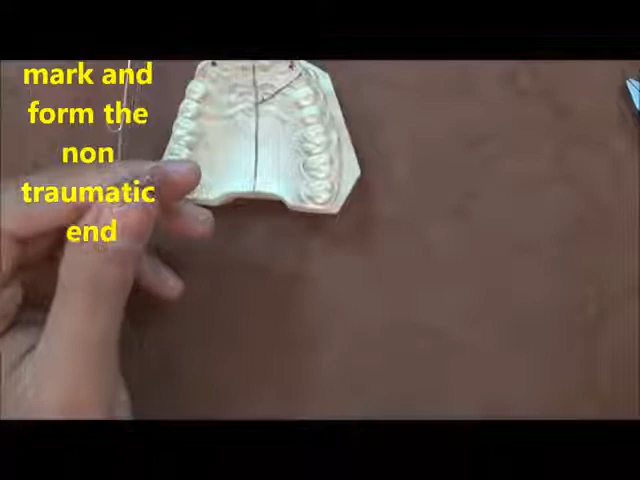 mark and
form the
non
traumatic
end